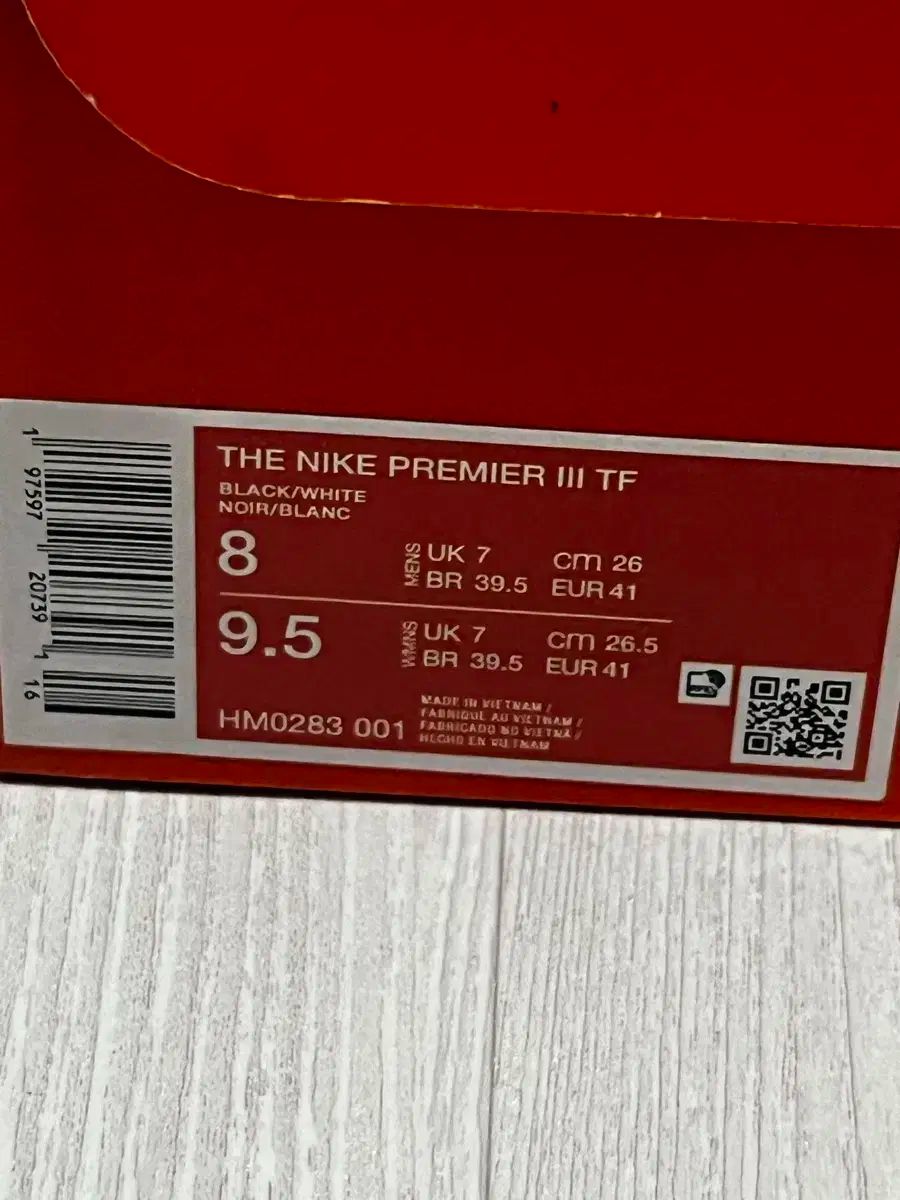 THE NIKE PREMIER III TF
BLACK/WHITE
NOIR/BLANC
8
MENS
UK 7 cm 26
BR 39.5 EUR 41
9.5
WMNS
UK 7 cm 26.5
BR 39.5 EUR 41
HM0283 001
MADE IN VIETNAM /
FABRIQUE AU VIETNAM /
FABRICADO NO VIETNÃ /
HECHO EN VIETNAM
1 97597 20739 1 16